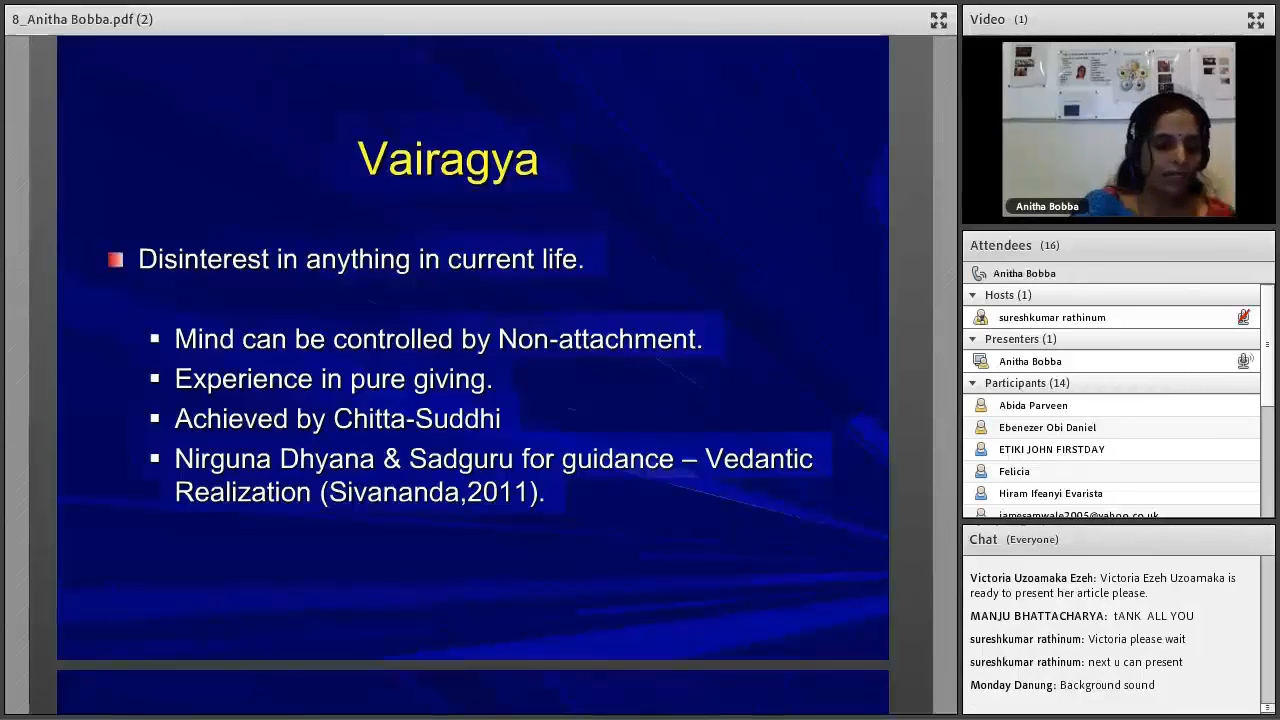 8_Anitha Bobba.pdf (2)
Vairagya
Disinterest in anything in current life.
▪ Mind can be controlled by Non-attachment.
▪ Experience in pure giving.
▪ Achieved by Chitta-Suddhi
▪ Nirguna Dhyana & Sadguru for guidance – Vedantic
Realization (Sivananda,2011).
Video (1)
Anitha Bobba
Attendees (16)
Anitha Bobba
Hosts (1)
sureshkumar rathinum
Presenters (1)
Anitha Bobba
Participants (14)
Abida Parveen
Ebenezer Obi Daniel
ETIKI JOHN FIRSTDAY
Felicia
Hiram Ifeanyi Evarista
jamesamwale2005@yahoo.co.uk
Chat (Everyone)
Victoria Uzoamaka Ezeh: Victoria Ezeh Uzoamaka is
ready to present her article please.
MANJU BHATTACHARYA: tANK ALL YOU
sureshkumar rathinum: Victoria please wait
sureshkumar rathinum: next u can present
Monday Danung: Background sound